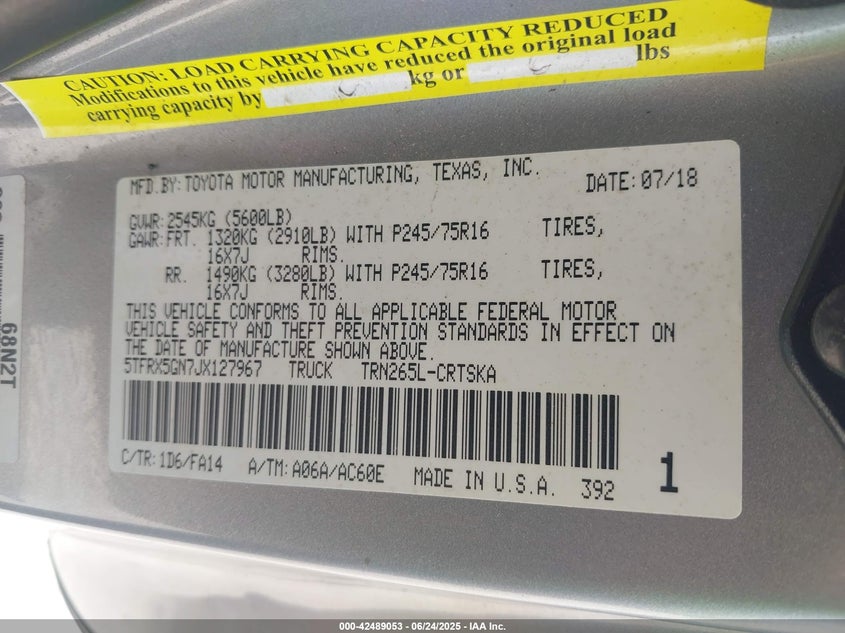 CAUTION: LOAD CARRYING CAPACITY REDUCED
Modifications to this vehicle have reduced the original load
carrying capacity by kg or lbs
MFD.BY:TOYOTA MOTOR MANUFACTURING, TEXAS, INC. DATE:07/18
GVWR:2545KG (5600LB)
GAWR:FRT. 1320KG (2910LB) WITH P245/75R16 TIRES,
16X7J RIMS.
RR. 1490KG (3280LB) WITH P245/75R16 TIRES,
16X7J RIMS.
THIS VEHICLE CONFORMS TO ALL APPLICABLE FEDERAL MOTOR
VEHICLE SAFETY AND THEFT PREVENTION STANDARDS IN EFFECT ON
THE DATE OF MANUFACTURE SHOWN ABOVE.
5TFRX5GN7JX127967 TRUCK TRN265L-CRTSKA
C/TR:1D6/FA14 A/TM:A06A/AC60E MADE IN U.S.A. 392 1
68N2T
000-42489053 - 06/24/2025 - IAA Inc.